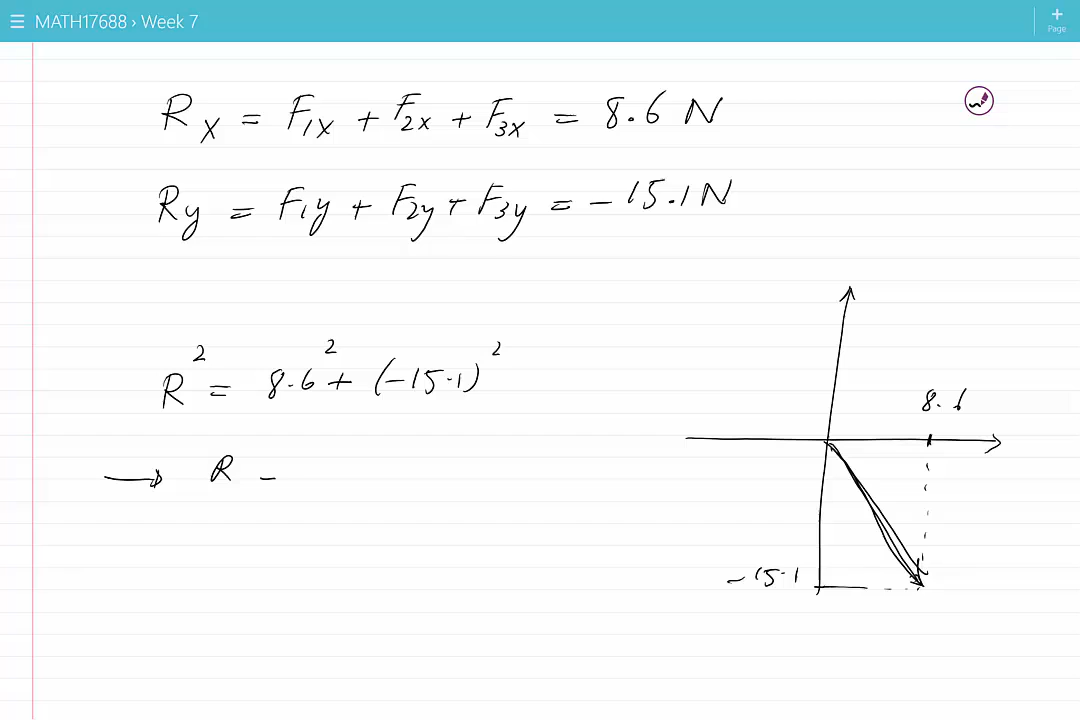 ☰ MATH17688 › Week 7
+
Page
Rx = F1x + F2x + F3x = 8.6 N
Ry = F1y + F2y + F3y = -15.1 N
R² = 8.6² + (-15.1)²
→ R -
8.6
-15.1